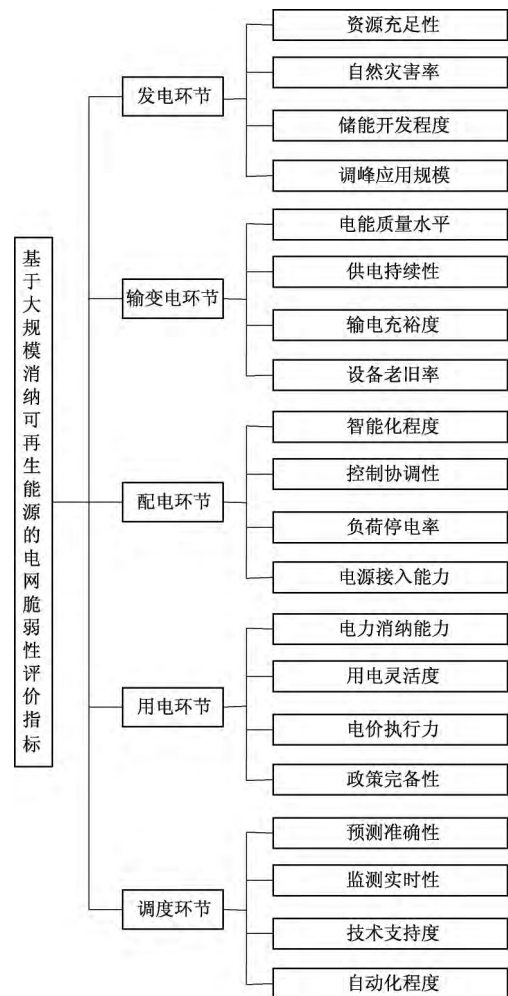 基于大规模消纳可再生能源的电网脆弱性评价指标
发电环节
资源充足性
自然灾害率
储能开发程度
调峰应用规模
输变电环节
电能质量水平
供电持续性
输电充裕度
设备老旧率
配电环节
智能化程度
控制协调性
负荷停电率
电源接入能力
用电环节
电力消纳能力
用电灵活度
电价执行力
政策完备性
调度环节
预测准确性
监测实时性
技术支持度
自动化程度